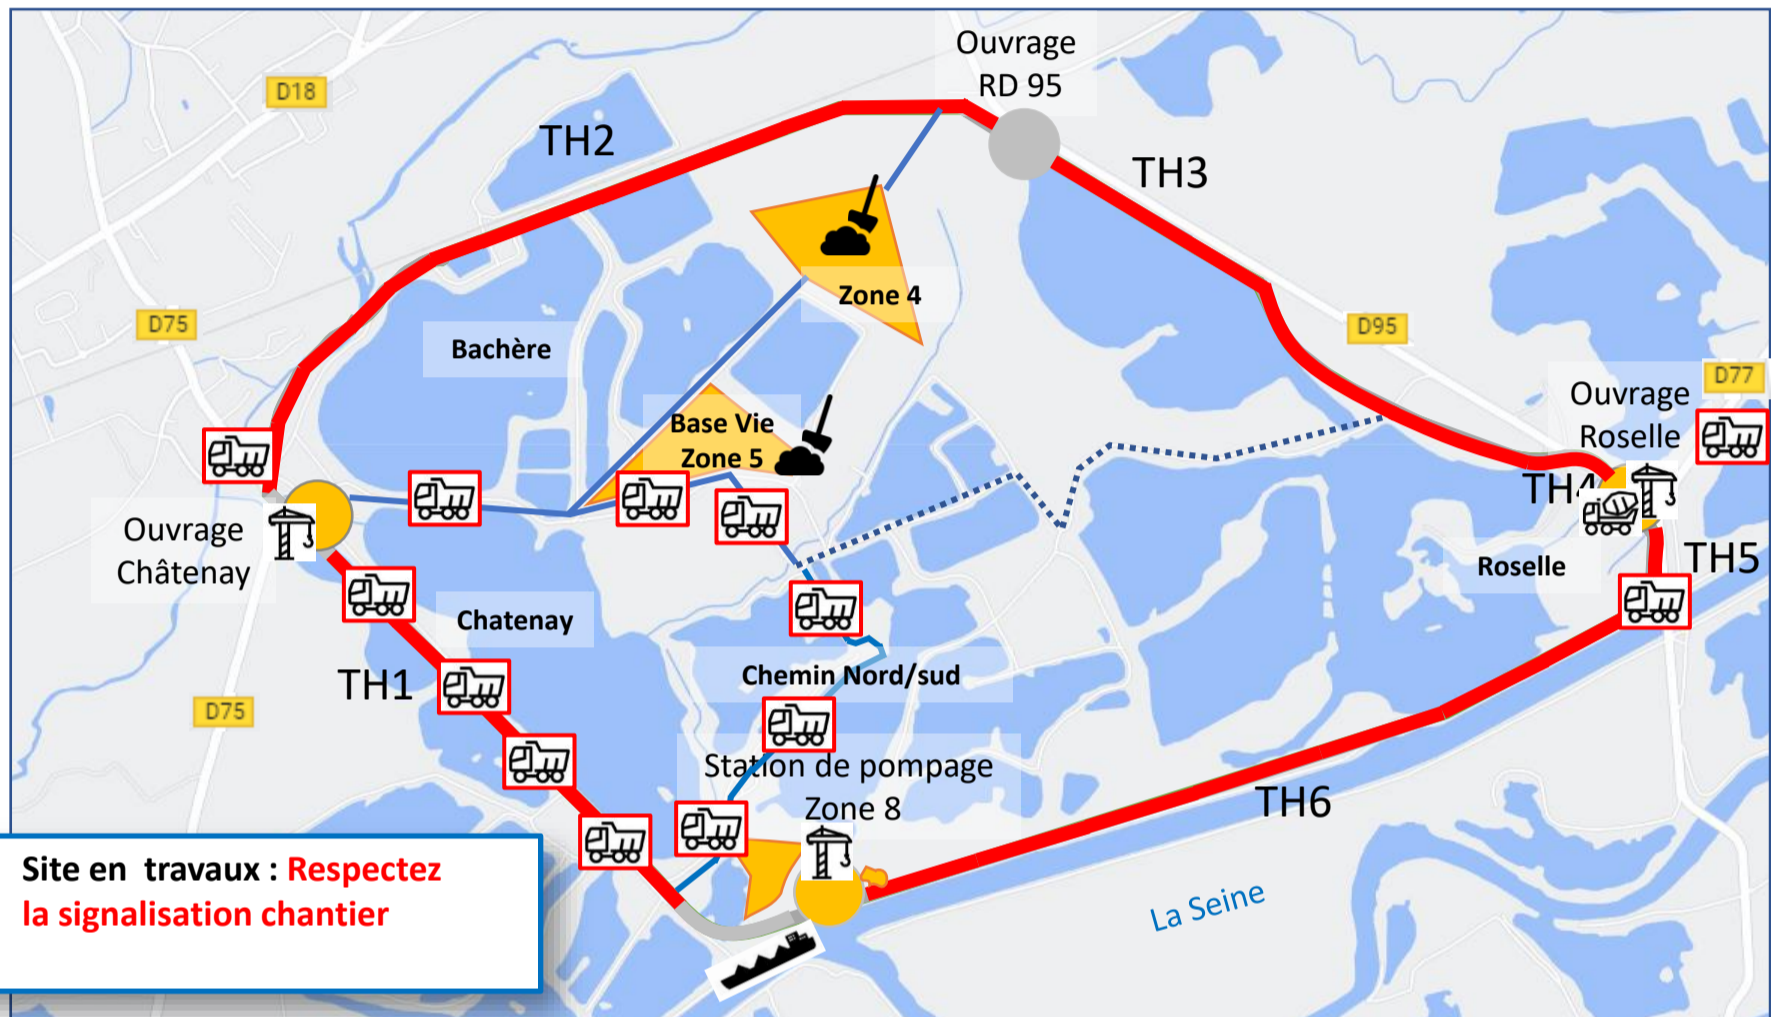 Ouvrage
RD 95
D18
TH2
TH3
Zone 4
D75
Bachère
D95
D77
Ouvrage
Roselle
Base Vie
Zone 5
TH4
Ouvrage
Châtenay
TH5
Roselle
Chatenay
Chemin Nord/sud
TH1
D75
Station de pompage
Zone 8
TH6
Site en travaux : Respectez
la signalisation chantier
La Seine